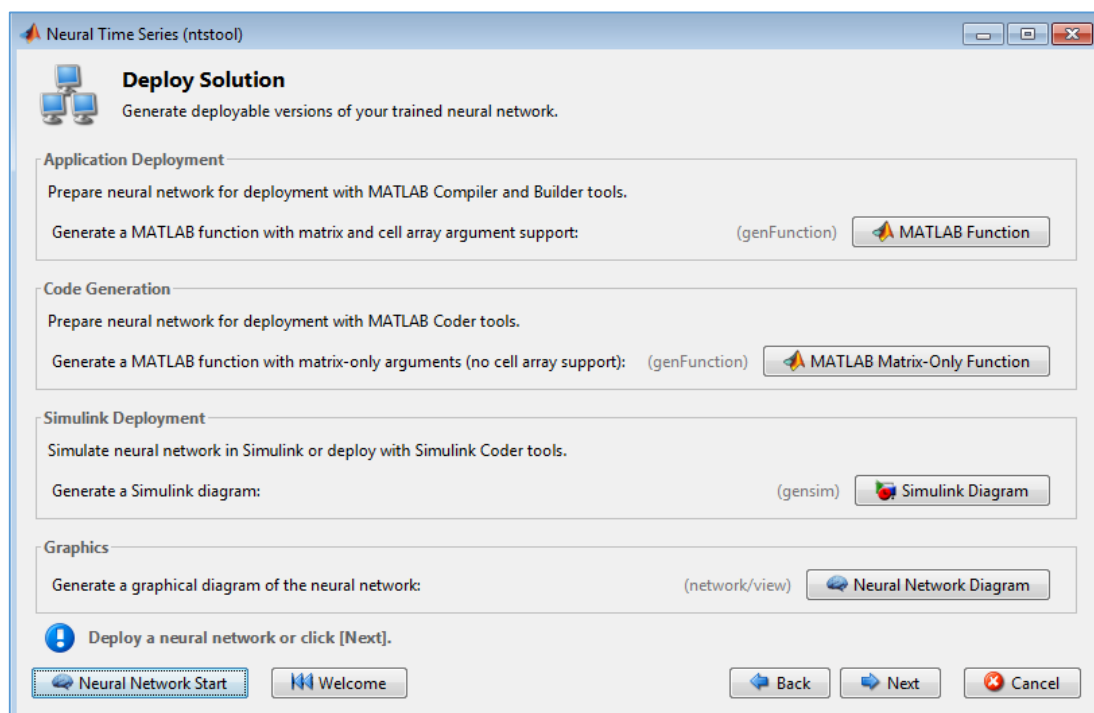 Neural Time Series (ntstool)
Deploy Solution
Generate deployable versions of your trained neural network.
Application Deployment
Prepare neural network for deployment with MATLAB Compiler and Builder tools.
Generate a MATLAB function with matrix and cell array argument support: (genFunction) MATLAB Function
Code Generation
Prepare neural network for deployment with MATLAB Coder tools.
Generate a MATLAB function with matrix-only arguments (no cell array support): (genFunction) MATLAB Matrix-Only Function
Simulink Deployment
Simulate neural network in Simulink or deploy with Simulink Coder tools.
Generate a Simulink diagram: (gensim) Simulink Diagram
Graphics
Generate a graphical diagram of the neural network: (network/view) Neural Network Diagram
Deploy a neural network or click [Next].
Neural Network Start Welcome Back Next Cancel